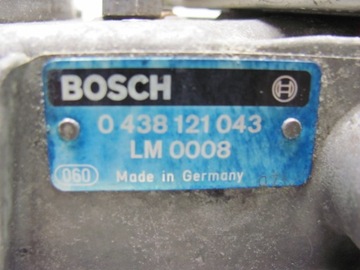 BOSCH
0 438 121 043
LM 0008
060 Made in Germany